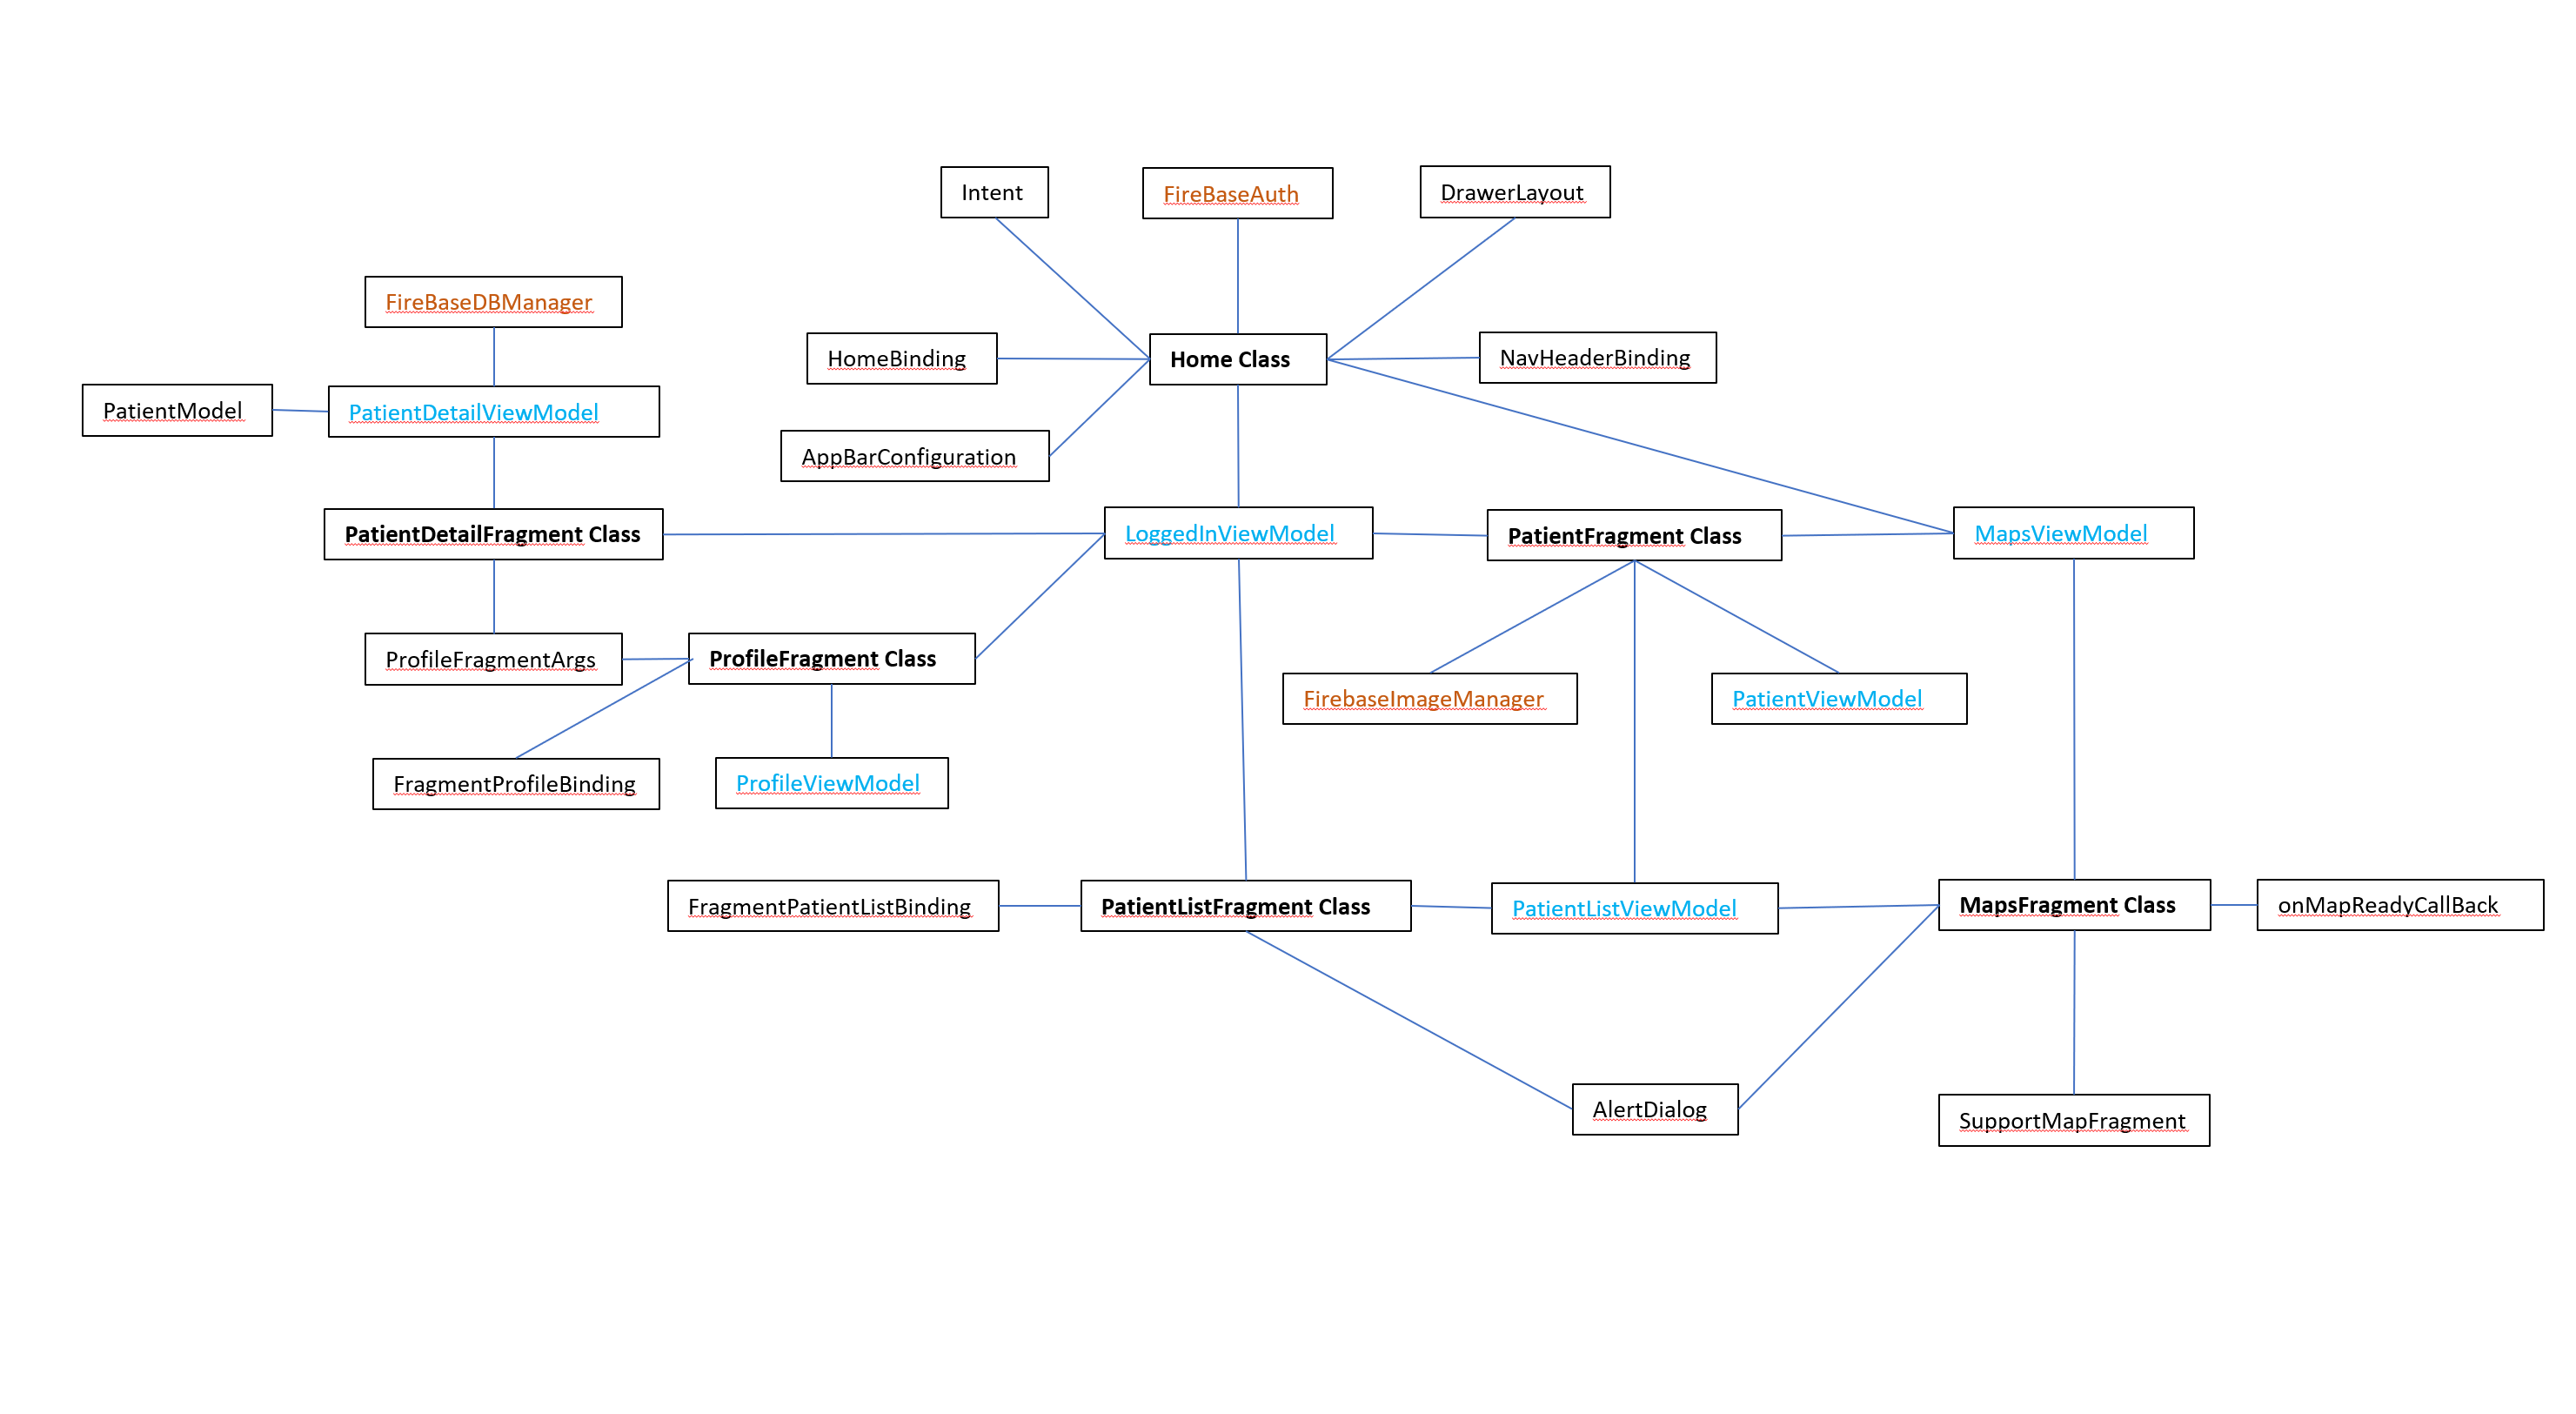 Intent
FireBaseAuth
DrawerLayout
FireBaseDBManager
HomeBinding
Home Class
NavHeaderBinding
PatientModel
PatientDetailViewModel
AppBarConfiguration
PatientDetailFragment Class
LoggedInViewModel
PatientFragment Class
MapsViewModel
ProfileFragmentArgs
ProfileFragment Class
FirebaseImageManager
PatientViewModel
FragmentProfileBinding
ProfileViewModel
FragmentPatientListBinding
PatientListFragment Class
PatientListViewModel
MapsFragment Class
onMapReadyCallBack
AlertDialog
SupportMapFragment